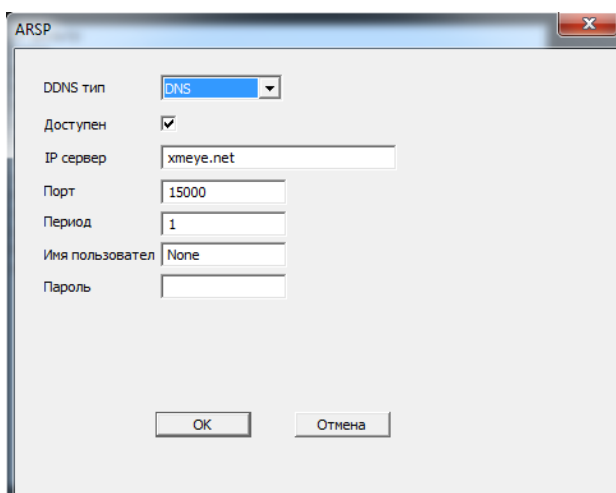 ARSP
DDNS тип DNS
Доступен
IP сервер xmeye.net
Порт 15000
Период 1
Имя пользовател None
Пароль
OK Отмена